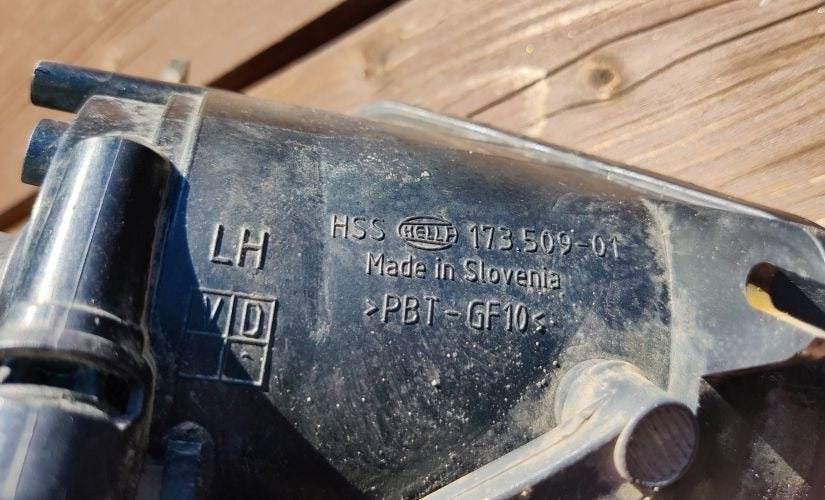 LH
HSS HELLA 173.509-01
Made in Slovenia
>PBT-GF10<
V D